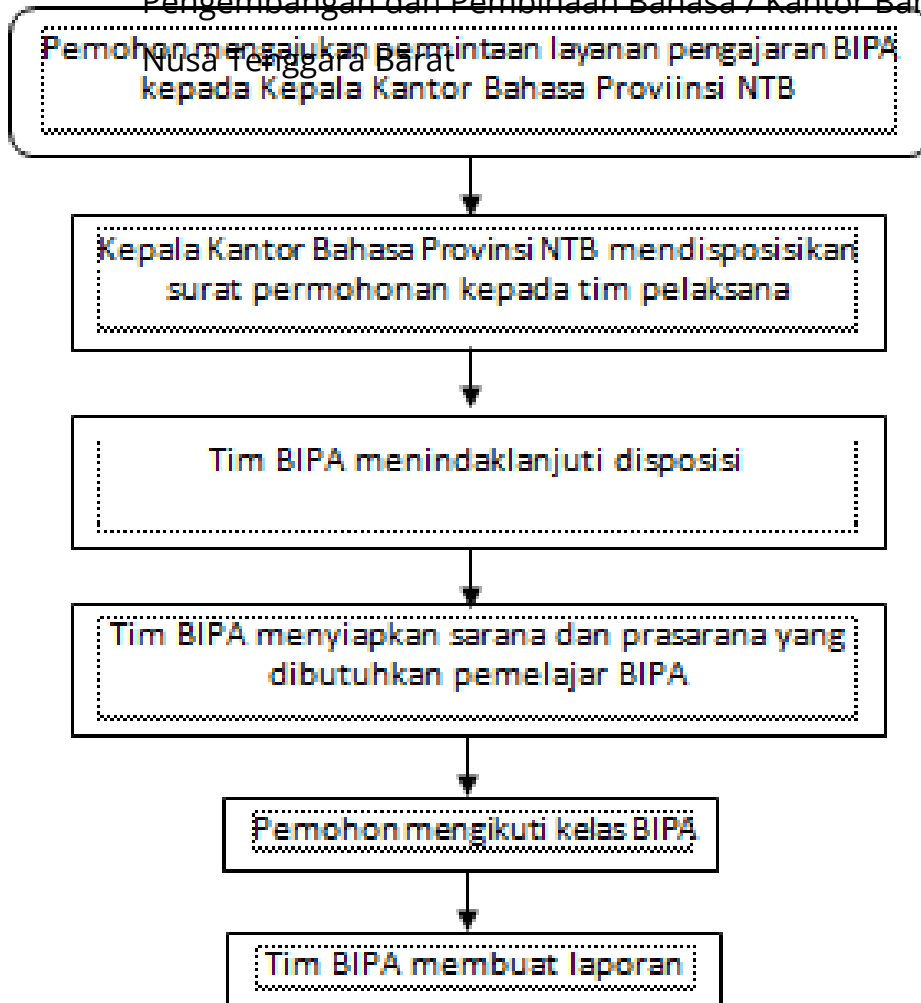 Pengembangan dan Pembinaan Bahasa / Kantor Ba
Pemohon mengajukan permintaan layanan pengajaran BIPA
Nusa Tenggara Barat
kepada Kepala Kantor Bahasa Proviinsi NTB
Kepala Kantor Bahasa Provinsi NTB mendisposisikan
surat permohonan kepada tim pelaksana
Tim BIPA menindaklanjuti disposisi
Tim BIPA menyiapkan sarana dan prasarana yang
dibutuhkan pemelajar BIPA
Pemohon mengikuti kelas BIPA
Tim BIPA membuat laporan